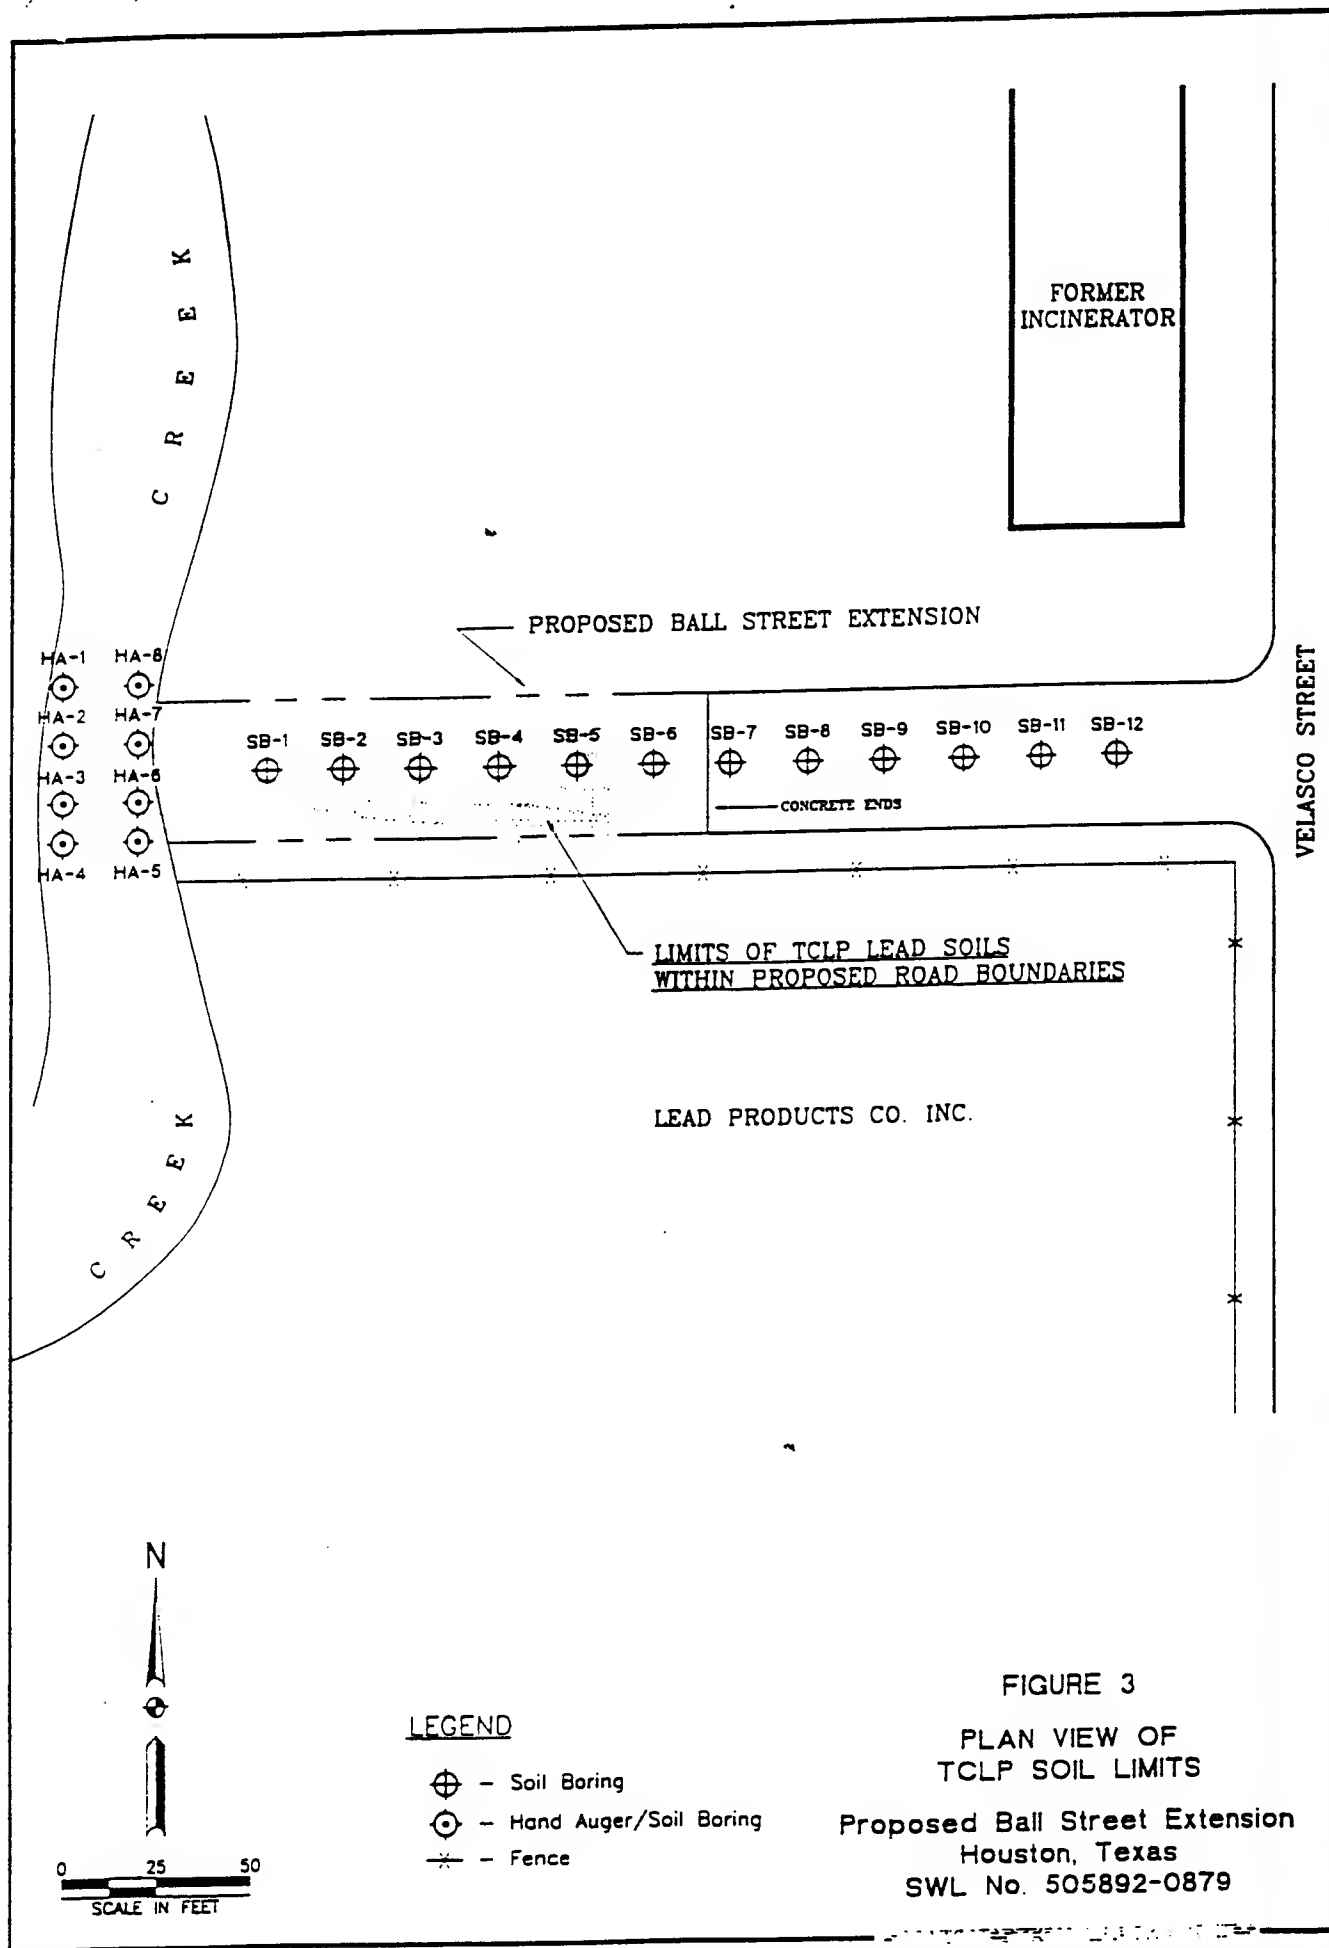 CREEK
FORMER
INCINERATOR
PROPOSED BALL STREET EXTENSION
HA-1 HA-8
HA-2 HA-7
HA-3 HA-6
HA-4 HA-5
SB-1 SB-2 SB-3 SB-4 SB-5 SB-6 SB-7 SB-8 SB-9 SB-10 SB-11 SB-12
CONCRETE ENDS
VELASCO STREET
LIMITS OF TCLP LEAD SOILS
WITHIN PROPOSED ROAD BOUNDARIES
LEAD PRODUCTS CO. INC.
CREEK
N
0 25 50
SCALE IN FEET
LEGEND
- Soil Boring
- Hand Auger/Soil Boring
- Fence
FIGURE 3
PLAN VIEW OF
TCLP SOIL LIMITS
Proposed Ball Street Extension
Houston, Texas
SWL No. 505892-0879